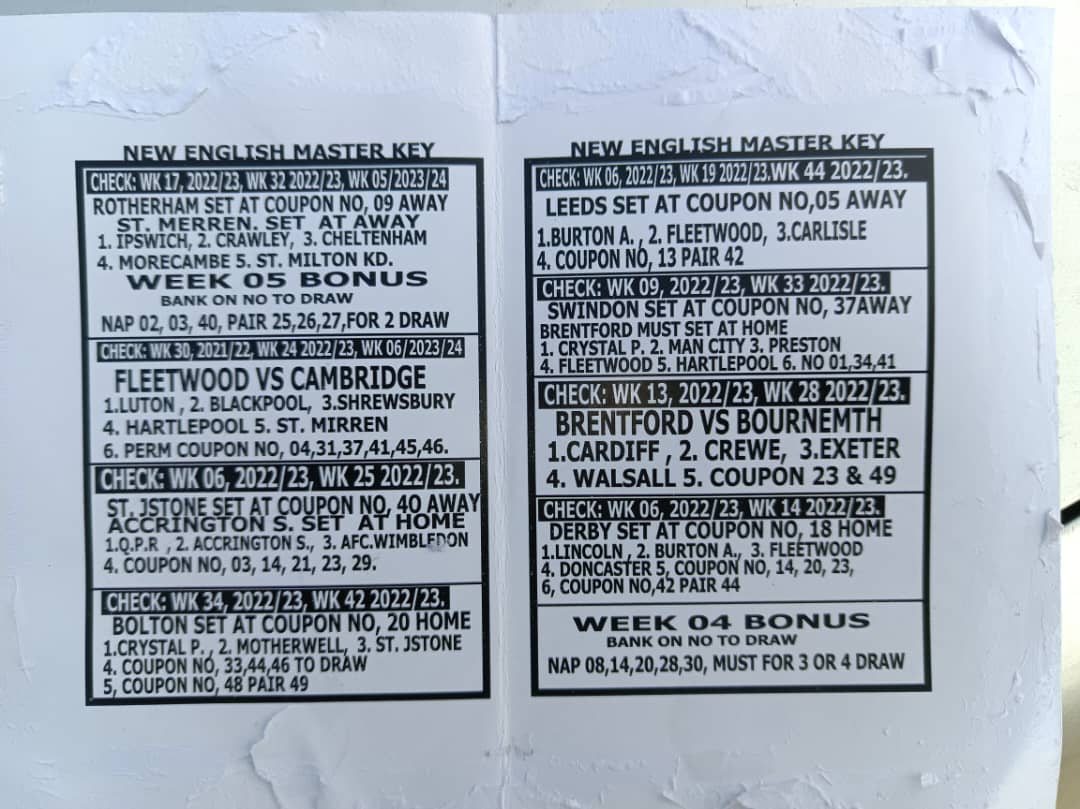 NEW ENGLISH MASTER KEY
CHECK: WK 17, 2022/23, WK 32 2022/23, WK 05/2023/24
ROTHERHAM SET AT COUPON NO, 09 AWAY
ST. MERREN. SET AT AWAY
1. IPSWICH, 2. CRAWLEY, 3. CHELTENHAM
4. MORECAMBE 5. ST. MILTON KD.
WEEK 05 BONUS
BANK ON NO TO DRAW
NAP 02, 03, 40, PAIR 25,26,27,FOR 2 DRAW
CHECK: WK 30, 2021/22, WK 24 2022/23, WK 06/2023/24
FLEETWOOD VS CAMBRIDGE
1.LUTON , 2. BLACKPOOL, 3.SHREWSBURY
4. HARTLEPOOL 5. ST. MIRREN
6. PERM COUPON NO, 04,31,37,41,45,46.
CHECK: WK 06, 2022/23, WK 25 2022/23.
ST. JSTONE SET AT COUPON NO, 40 AWAY
ACCRINGTON S. SET AT HOME
1.Q.P.R , 2. ACCRINGTON S., 3. AFC.WIMBLEDON
4. COUPON NO, 03, 14, 21, 23, 29.
CHECK: WK 34, 2022/23, WK 42 2022/23.
BOLTON SET AT COUPON NO, 20 HOME
1.CRYSTAL P. , 2. MOTHERWELL, 3. ST. JSTONE
4. COUPON NO, 33,44,46 TO DRAW
5, COUPON NO, 48 PAIR 49
NEW ENGLISH MASTER KEY
CHECK: WK 06, 2022/23, WK 19 2022/23.WK 44 2022/23.
LEEDS SET AT COUPON NO,05 AWAY
1.BURTON A. , 2. FLEETWOOD, 3.CARLISLE
4. COUPON NO, 13 PAIR 42
CHECK: WK 09, 2022/23, WK 33 2022/23.
SWINDON SET AT COUPON NO, 37AWAY
BRENTFORD MUST SET AT HOME
1. CRYSTAL P. 2. MAN CITY 3. PRESTON
4. FLEETWOOD 5. HARTLEPOOL 6. NO 01,34,41
CHECK: WK 13, 2022/23, WK 28 2022/23.
BRENTFORD VS BOURNEMTH
1.CARDIFF , 2. CREWE, 3.EXETER
4. WALSALL 5. COUPON 23 & 49
CHECK: WK 06, 2022/23, WK 14 2022/23.
DERBY SET AT COUPON NO, 18 HOME
1.LINCOLN , 2. BURTON A., 3. FLEETWOOD
4. DONCASTER 5, COUPON NO, 14, 20, 23,
6, COUPON NO,42 PAIR 44
WEEK 04 BONUS
BANK ON NO TO DRAW
NAP 08,14,20,28,30, MUST FOR 3 OR 4 DRAW